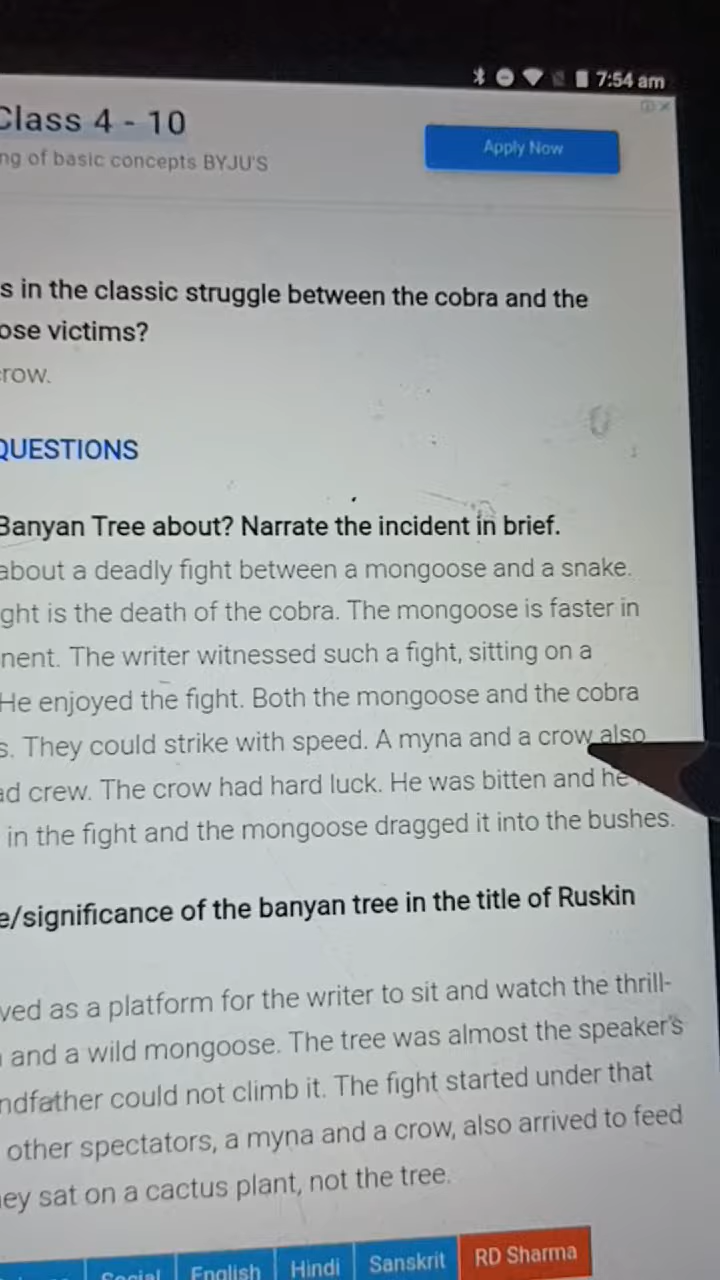 7:54 am
Class 4 - 10
ng of basic concepts BYJU'S
Apply Now
s in the classic struggle between the cobra and the
ose victims?
crow.
QUESTIONS
Banyan Tree about? Narrate the incident in brief.
about a deadly fight between a mongoose and a snake.
ght is the death of the cobra. The mongoose is faster in
nent. The writer witnessed such a fight, sitting on a
He enjoyed the fight. Both the mongoose and the cobra
s. They could strike with speed. A myna and a crow also
ad crew. The crow had hard luck. He was bitten and he
in the fight and the mongoose dragged it into the bushes.
e/significance of the banyan tree in the title of Ruskin
ved as a platform for the writer to sit and watch the thrill-
and a wild mongoose. The tree was almost the speaker's
ndfather could not climb it. The fight started under that
other spectators, a myna and a crow, also arrived to feed
ey sat on a cactus plant, not the tree.
Social English Hindi Sanskrit RD Sharma